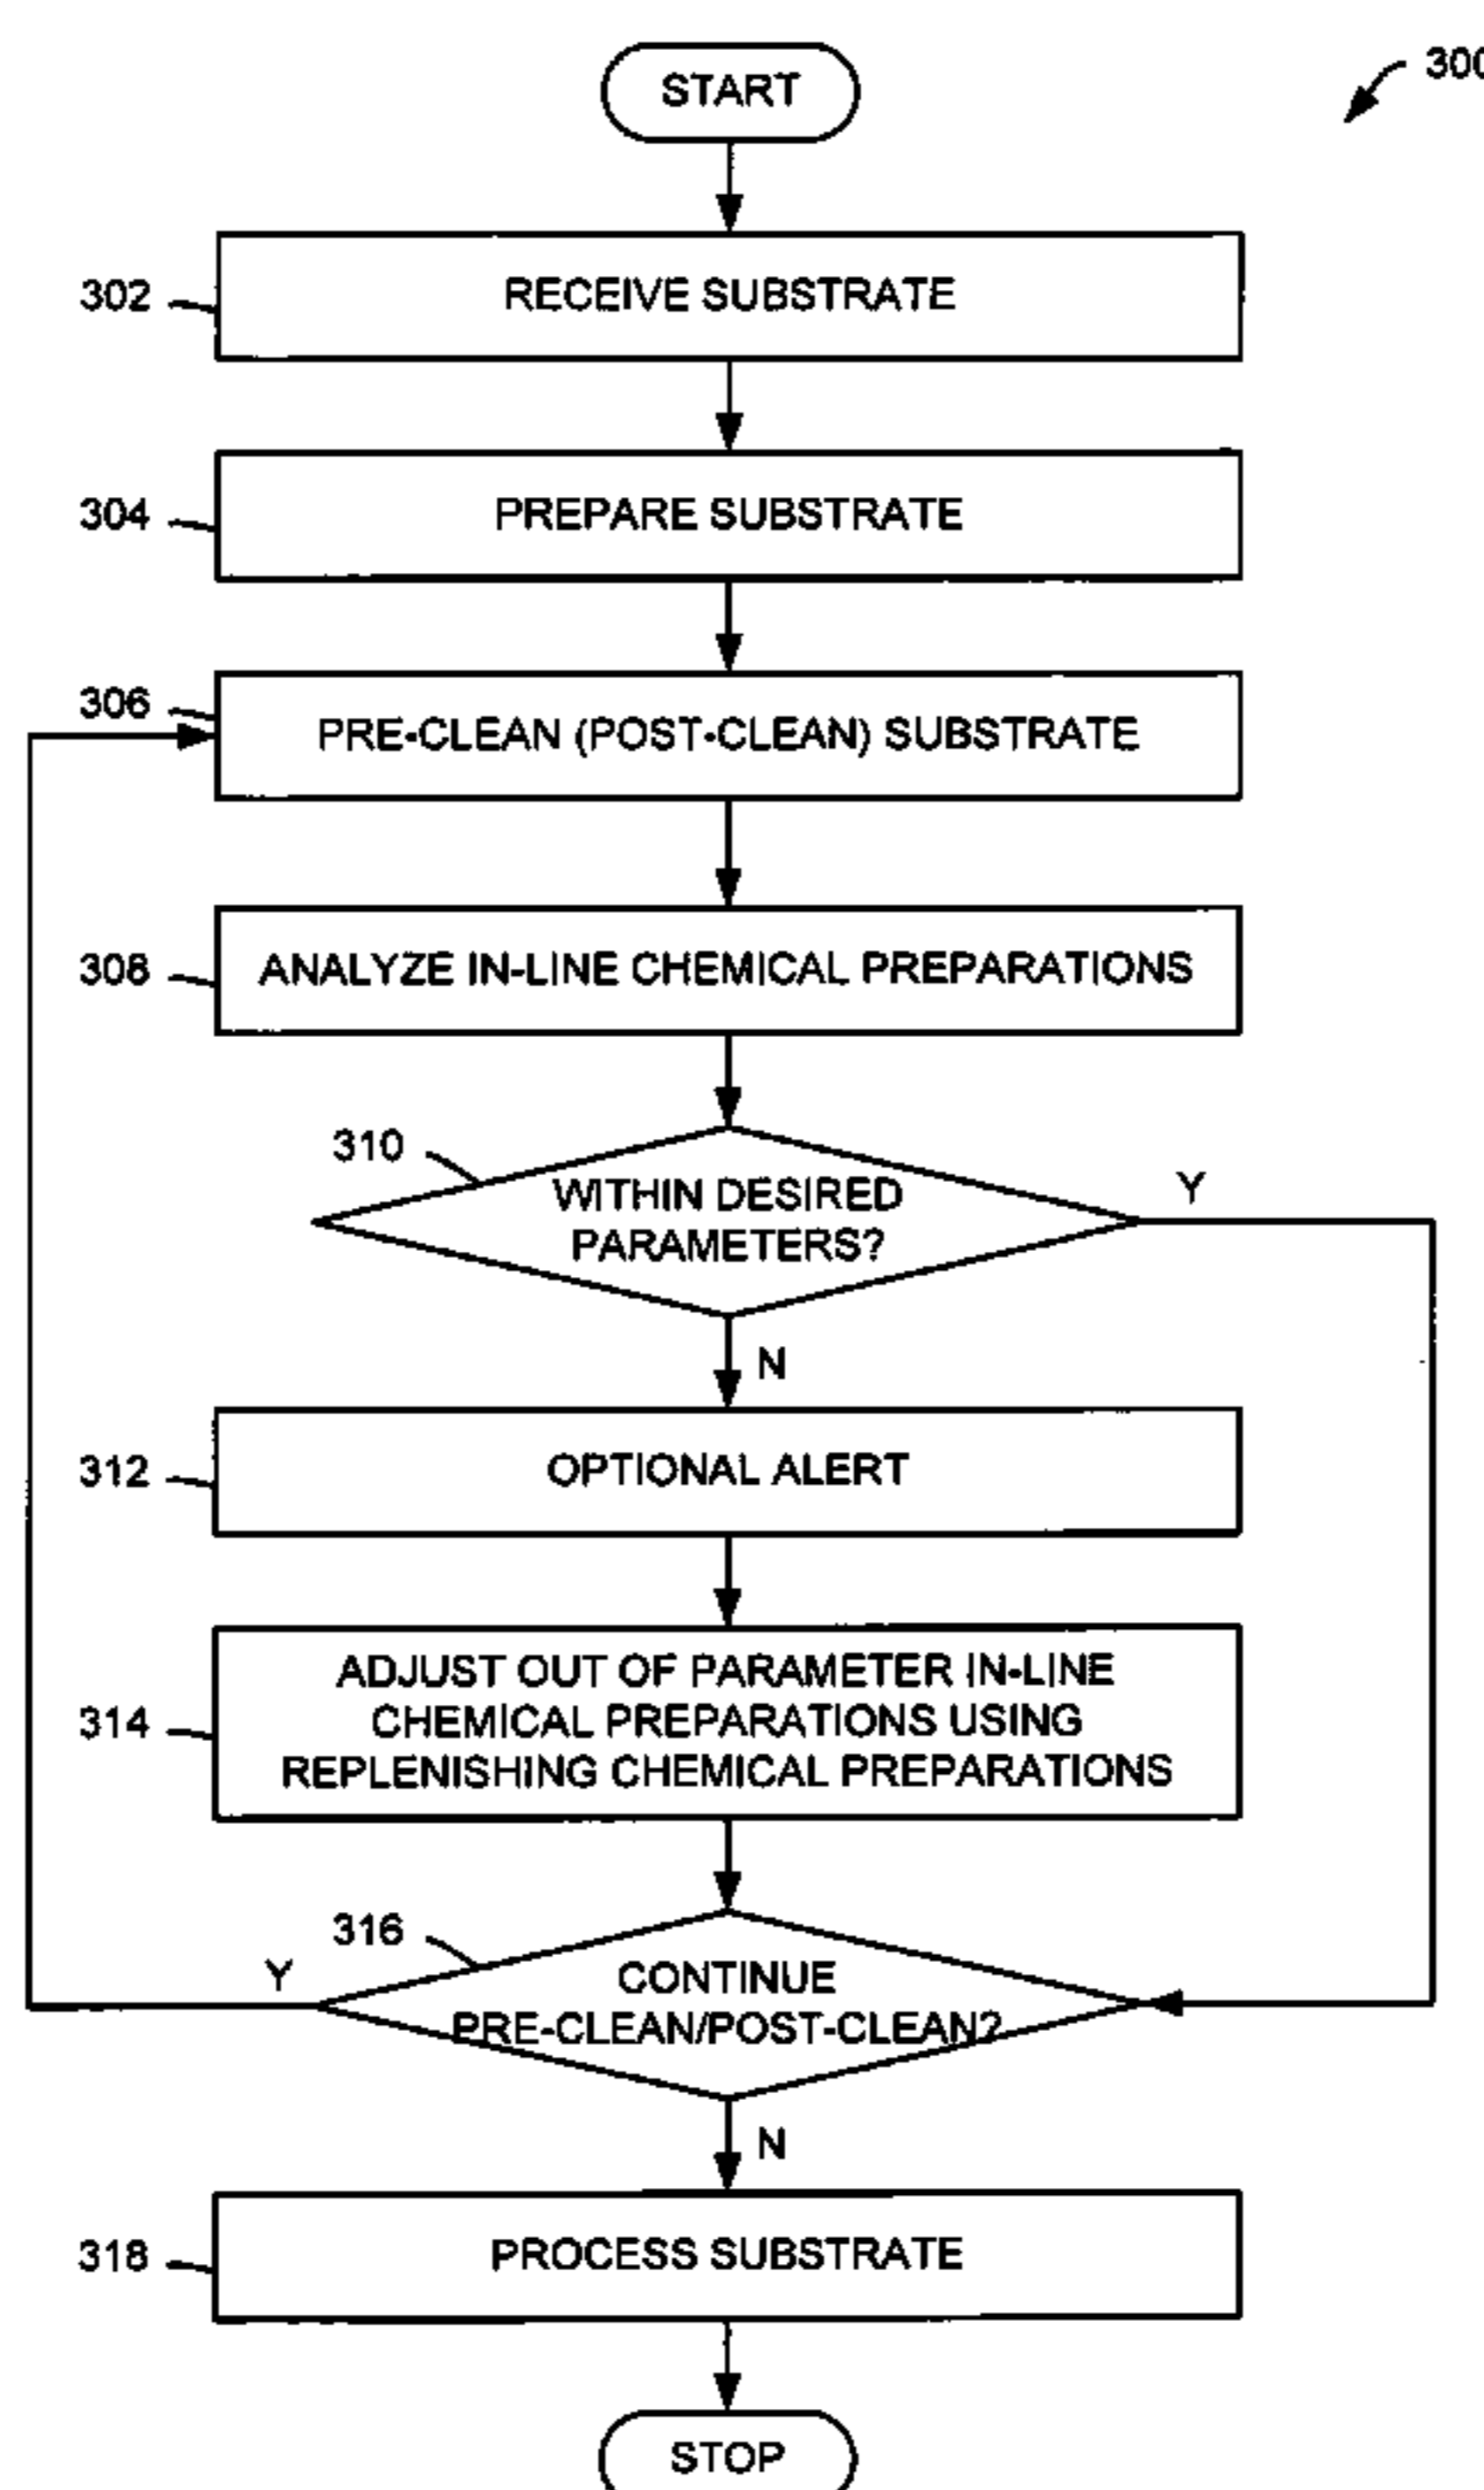 START
300
302
RECEIVE SUBSTRATE
304
PREPARE SUBSTRATE
306
PRE-CLEAN (POST-CLEAN) SUBSTRATE
308
ANALYZE IN-LINE CHEMICAL PREPARATIONS
310
WITHIN DESIRED
PARAMETERS?
Y
N
312
OPTIONAL ALERT
314
ADJUST OUT OF PARAMETER IN-LINE
CHEMICAL PREPARATIONS USING
REPLENISHING CHEMICAL PREPARATIONS
316
Y
CONTINUE
PRE-CLEAN/POST-CLEAN?
N
318
PROCESS SUBSTRATE
STOP